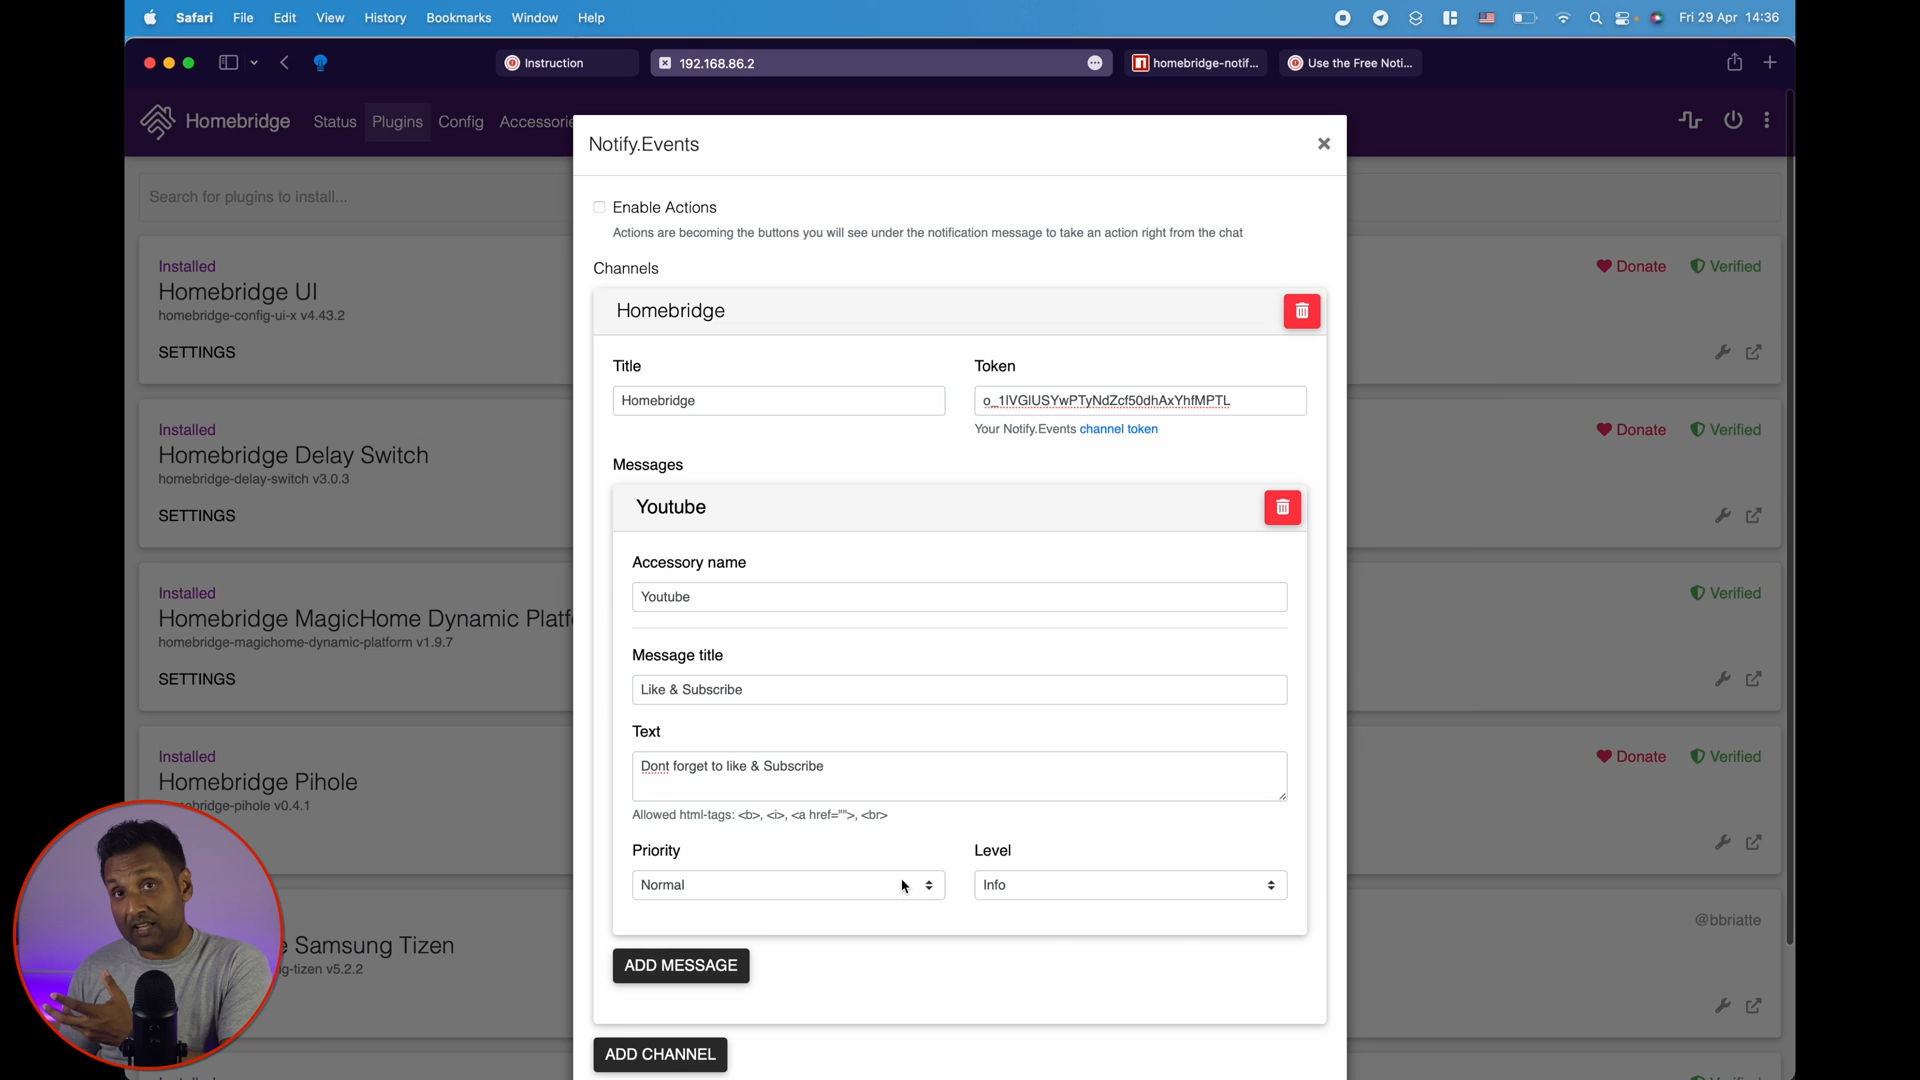 Safari File Edit View History Bookmarks Window Help Fri 29 Apr 14:36
Instruction 192.168.86.2 homebridge-notif... Use the Free Noti...
Homebridge Status Plugins Config Accessorie
Notify.Events
Search for plugins to install...
Enable Actions
Actions are becoming the buttons you will see under the notification message to take an action right from the chat
Channels
Homebridge
Title
Homebridge
Token
o_1IVGlUSYwPTyNdZcf50dhAxYhfMPTL
Your Notify.Events channel token
Messages
Youtube
Accessory name
Youtube
Message title
Like & Subscribe
Text
Dont forget to like & Subscribe
Allowed html-tags: <b>, <i>, <a href="">, <br>
Priority
Normal
Level
Info
ADD MESSAGE
ADD CHANNEL
Installed
Homebridge UI
homebridge-config-ui-x v4.43.2
SETTINGS
Donate Verified
Installed
Homebridge Delay Switch
homebridge-delay-switch v3.0.3
SETTINGS
Donate Verified
Installed
Homebridge MagicHome Dynamic Platf
homebridge-magichome-dynamic-platform v1.9.7
SETTINGS
Verified
Installed
Homebridge Pihole
ebridge-pihole v0.4.1
Donate Verified
e Samsung Tizen
g-tizen v5.2.2
@bbriatte